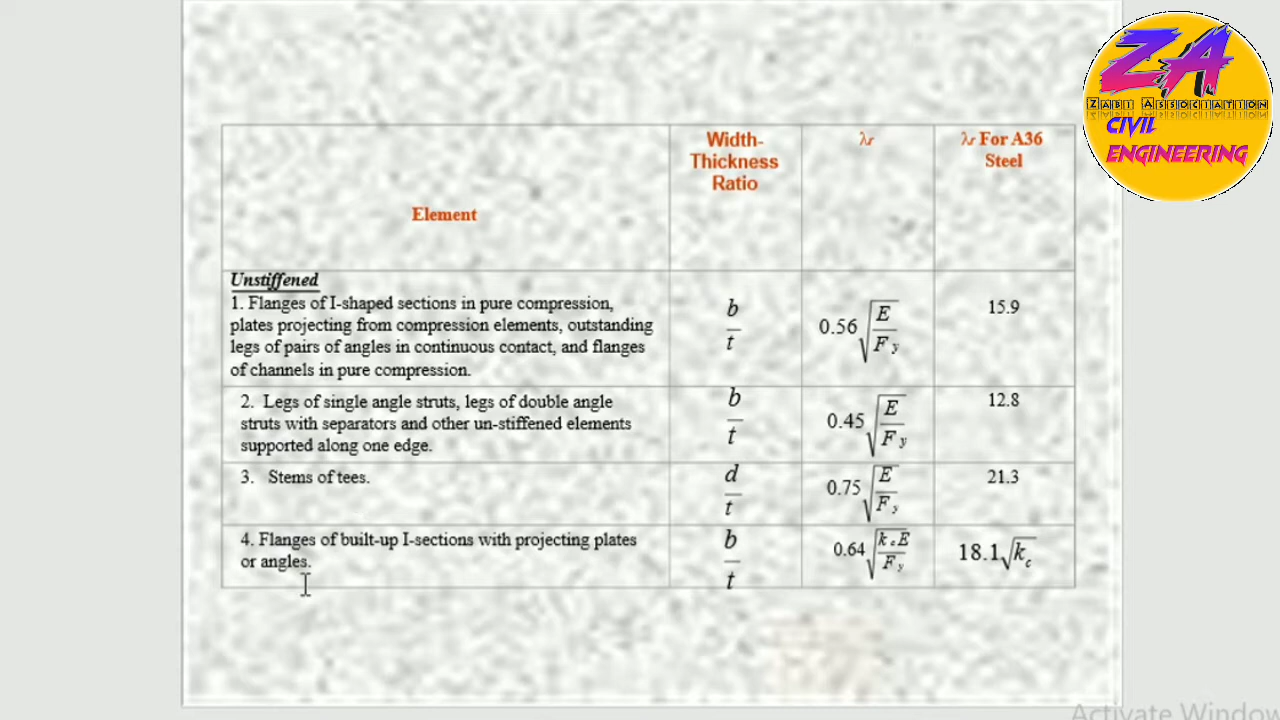 ZA
ZABI ASSOCIATION
CIVIL
ENGINEERING
Element
Width-
Thickness
Ratio
λr
λr For A36
Steel
Unstiffened
1. Flanges of I-shaped sections in pure compression,
plates projecting from compression elements, outstanding
legs of pairs of angles in continuous contact, and flanges
of channels in pure compression.
b/t
0.56 √(E/Fy)
15.9
2. Legs of single angle struts, legs of double angle
struts with separators and other un-stiffened elements
supported along one edge.
b/t
0.45 √(E/Fy)
12.8
3. Stems of tees.
d/t
0.75 √(E/Fy)
21.3
4. Flanges of built-up I-sections with projecting plates
or angles.
b/t
0.64 √(kcE/Fy)
18.1√kc
Activate Window